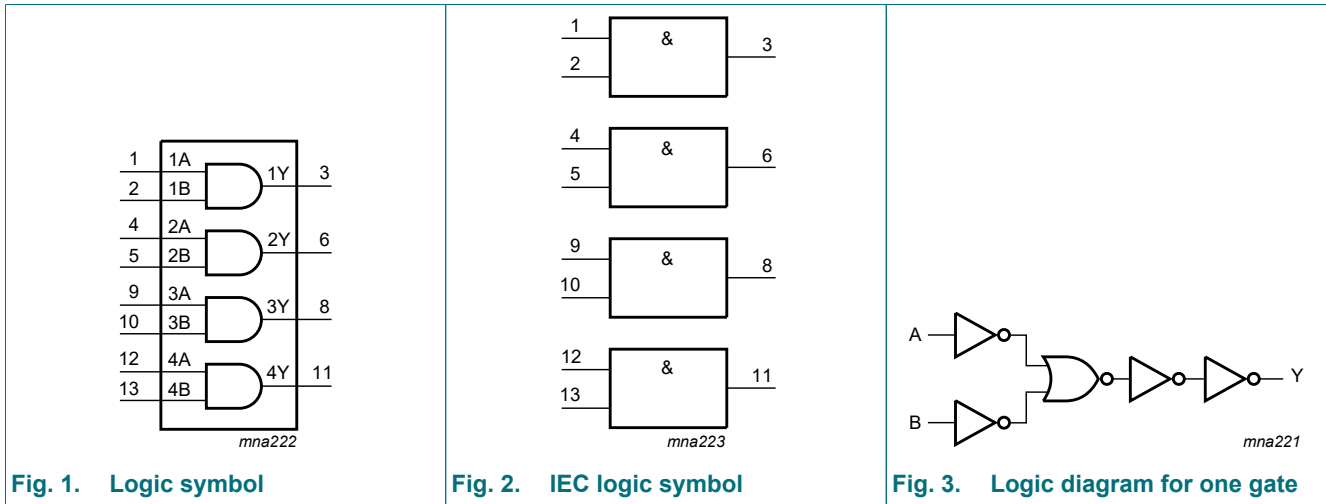 1 1A 1Y 3
2 1B
4 2A 2Y 6
5 2B
9 3A 3Y 8
10 3B
12 4A 4Y 11
13 4B
mna222
Fig. 1. Logic symbol
1 & 3
2
4 & 6
5
9 & 8
10
12 & 11
13
mna223
Fig. 2. IEC logic symbol
A
Y
B
mna221
Fig. 3. Logic diagram for one gate